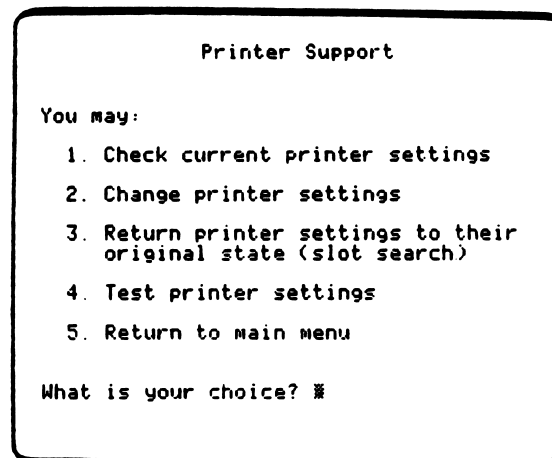 Printer Support
You may:
1. Check current printer settings
2. Change printer settings
3. Return printer settings to their
original state (slot search)
4. Test printer settings
5. Return to main menu
What is your choice?